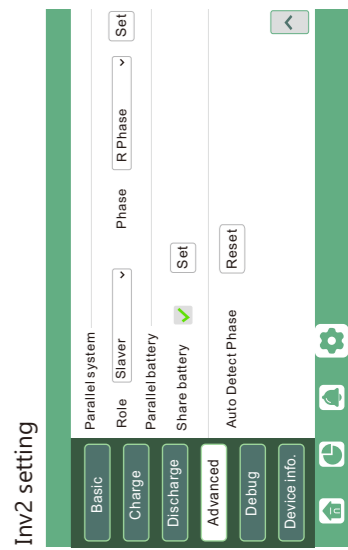 Inv2 setting
Basic
Charge
Discharge
Advanced
Debug
Device info.
Parallel system
Role Slaver Phase R Phase Set
Parallel battery
Share battery Set
Auto Detect Phase Reset